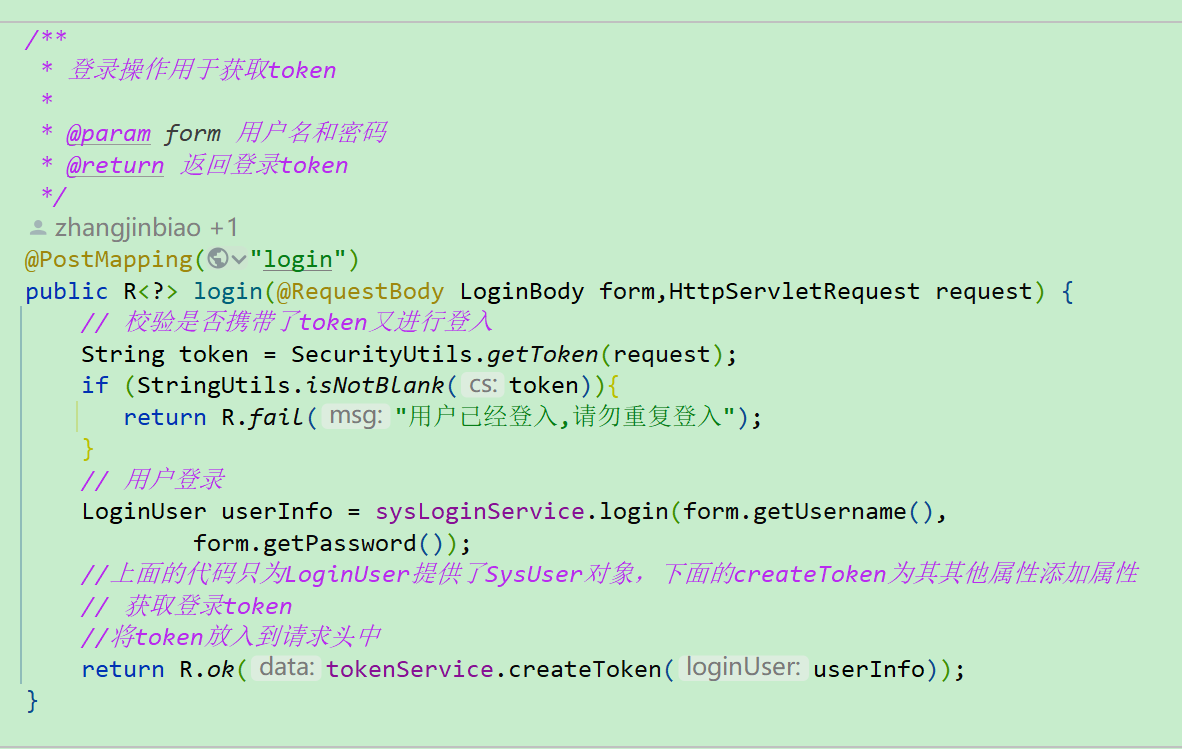 /**
 * 登录操作用于获取token
 *
 * @param form 用户名和密码
 * @return 返回登录token
 */
zhangjinbiao +1
@PostMapping("login")
public R<?> login(@RequestBody LoginBody form,HttpServletRequest request) {
    // 校验是否携带了token又进行登入
    String token = SecurityUtils.getToken(request);
    if (StringUtils.isNotBlank( cs: token)){
       return R.fail( msg: "用户已经登入,请勿重复登入");
    }
    // 用户登录
    LoginUser userInfo = sysLoginService.login(form.getUsername(),
            form.getPassword());
    //上面的代码只为LoginUser提供了SysUser对象，下面的createToken为其其他属性添加属性
    // 获取登录token
    //将token放入到请求头中
    return R.ok( data: tokenService.createToken( loginUser: userInfo));
}